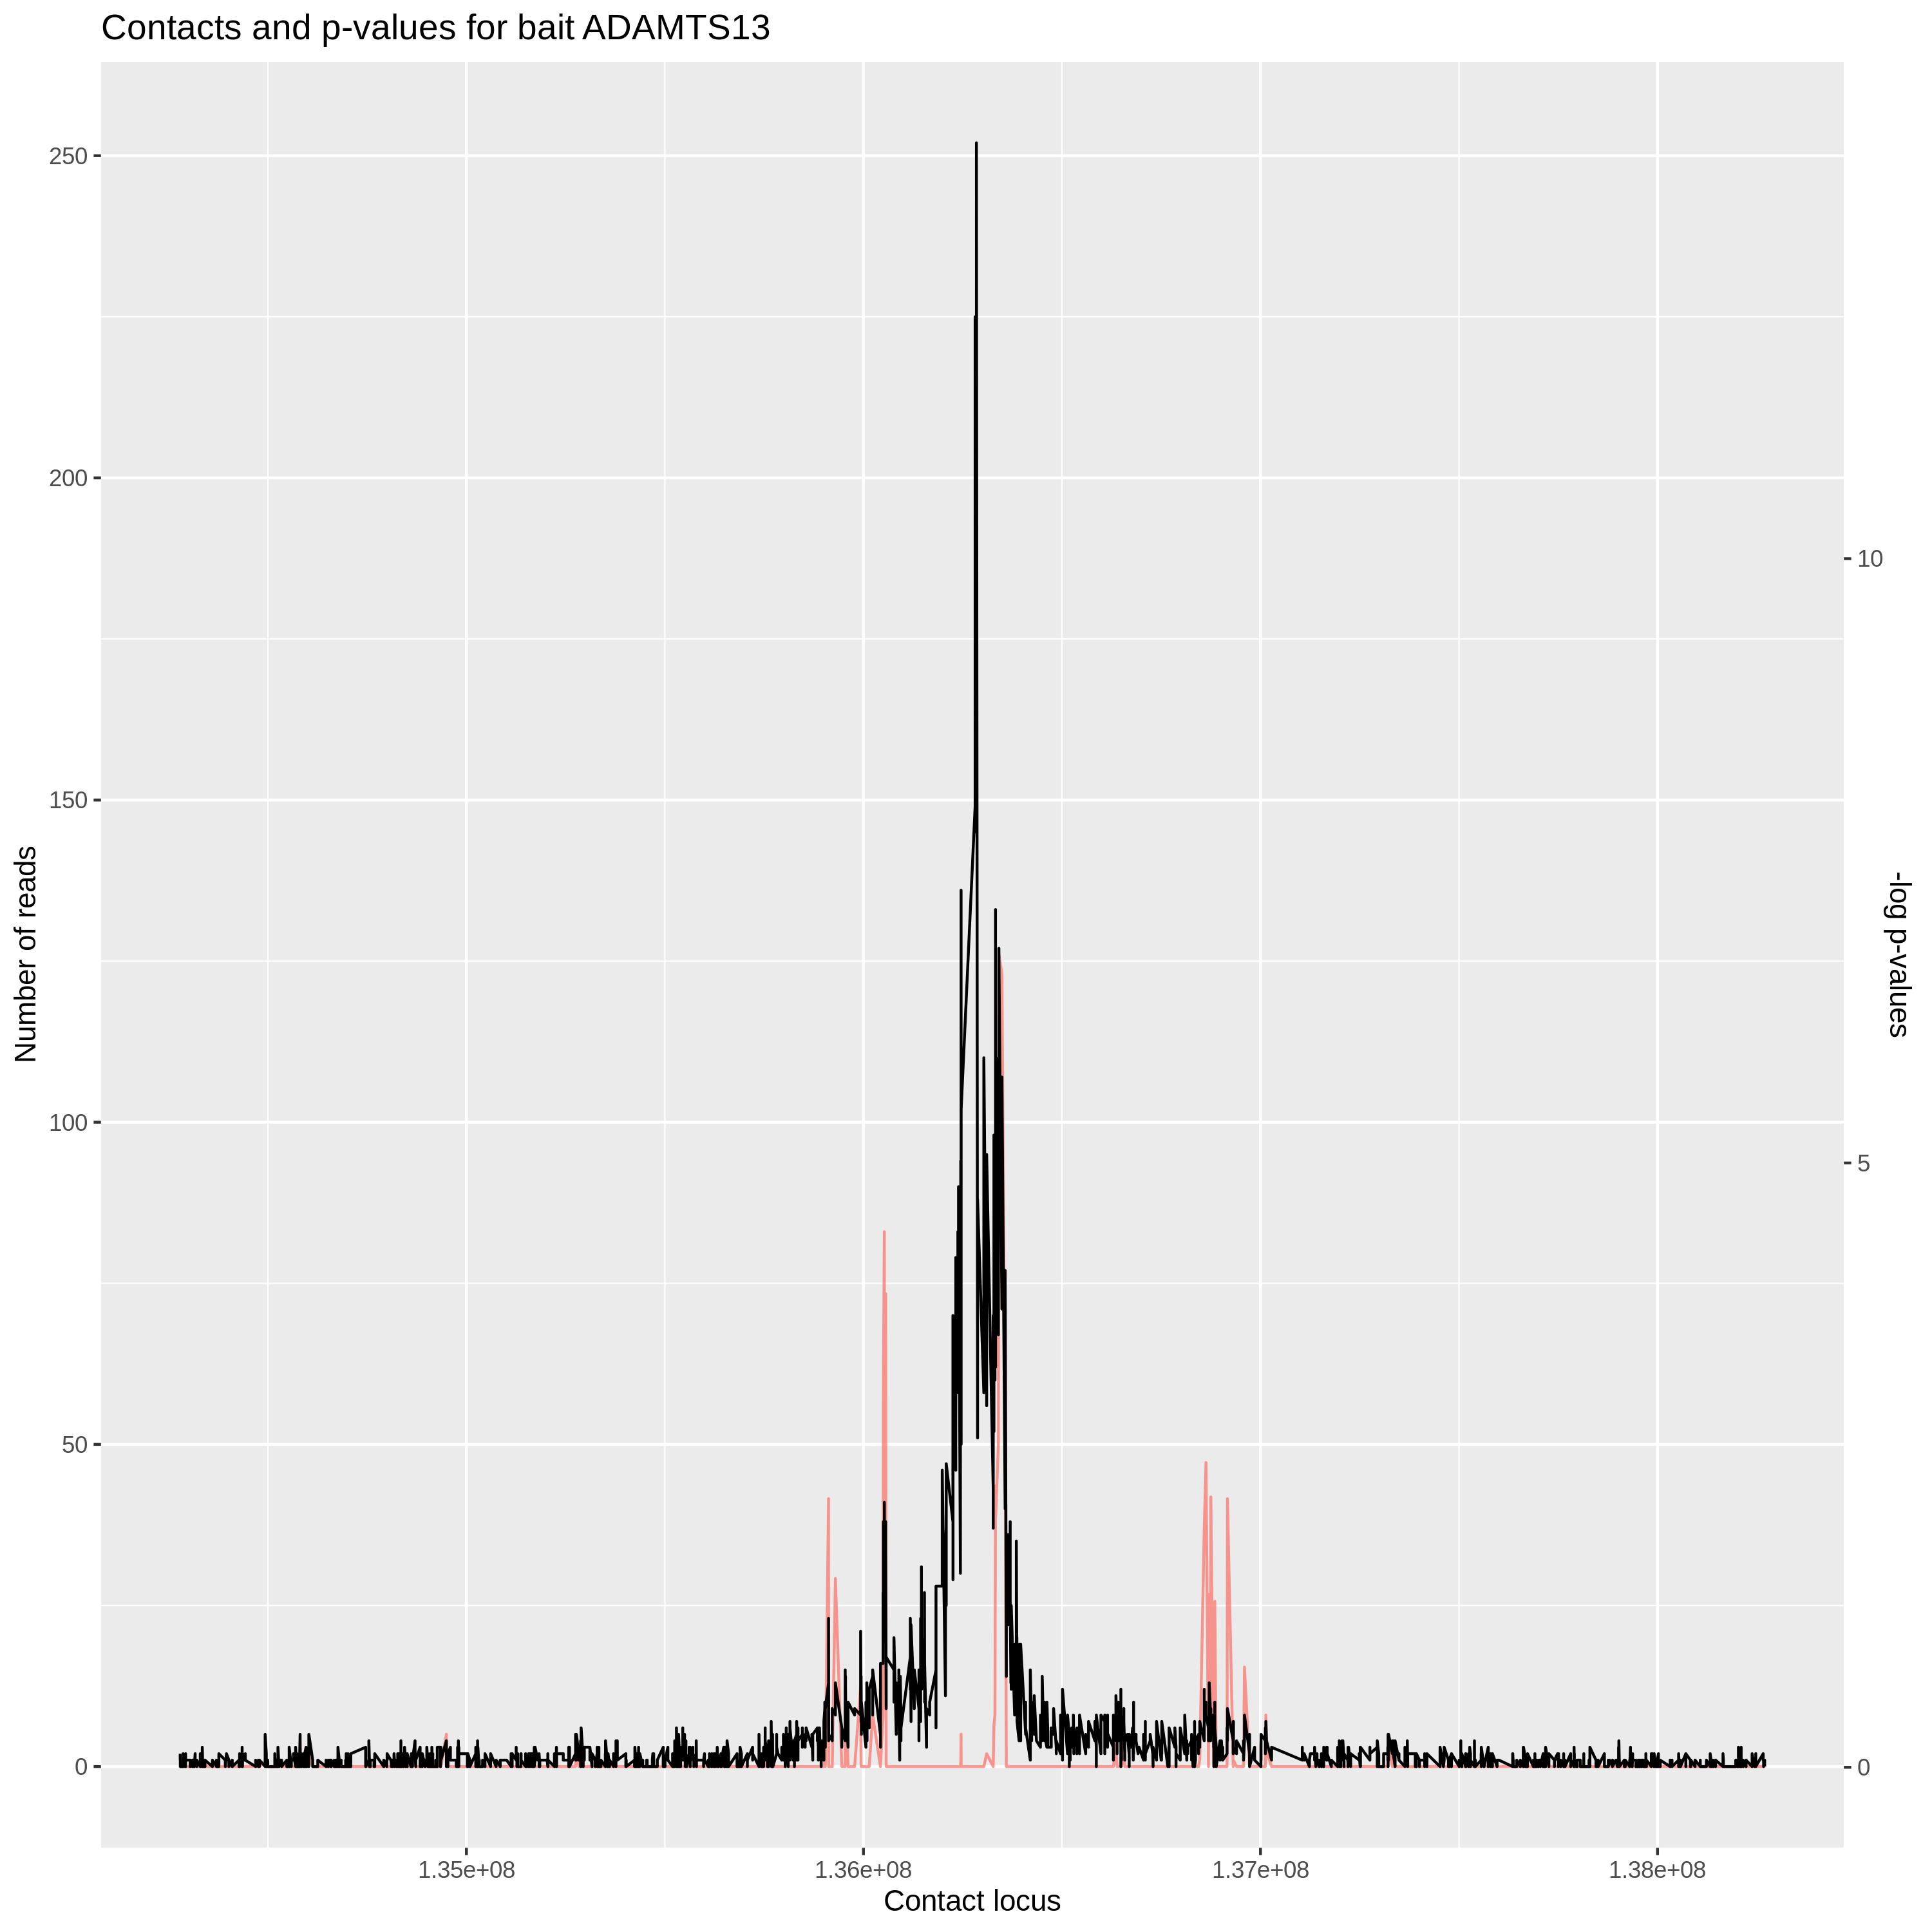 Contacts and p-values for bait ADAMTS13
250
200
150
100
50
0
Number of reads
10
5
0
-log p-values
1.35e+08
1.36e+08
1.37e+08
1.38e+08
Contact locus